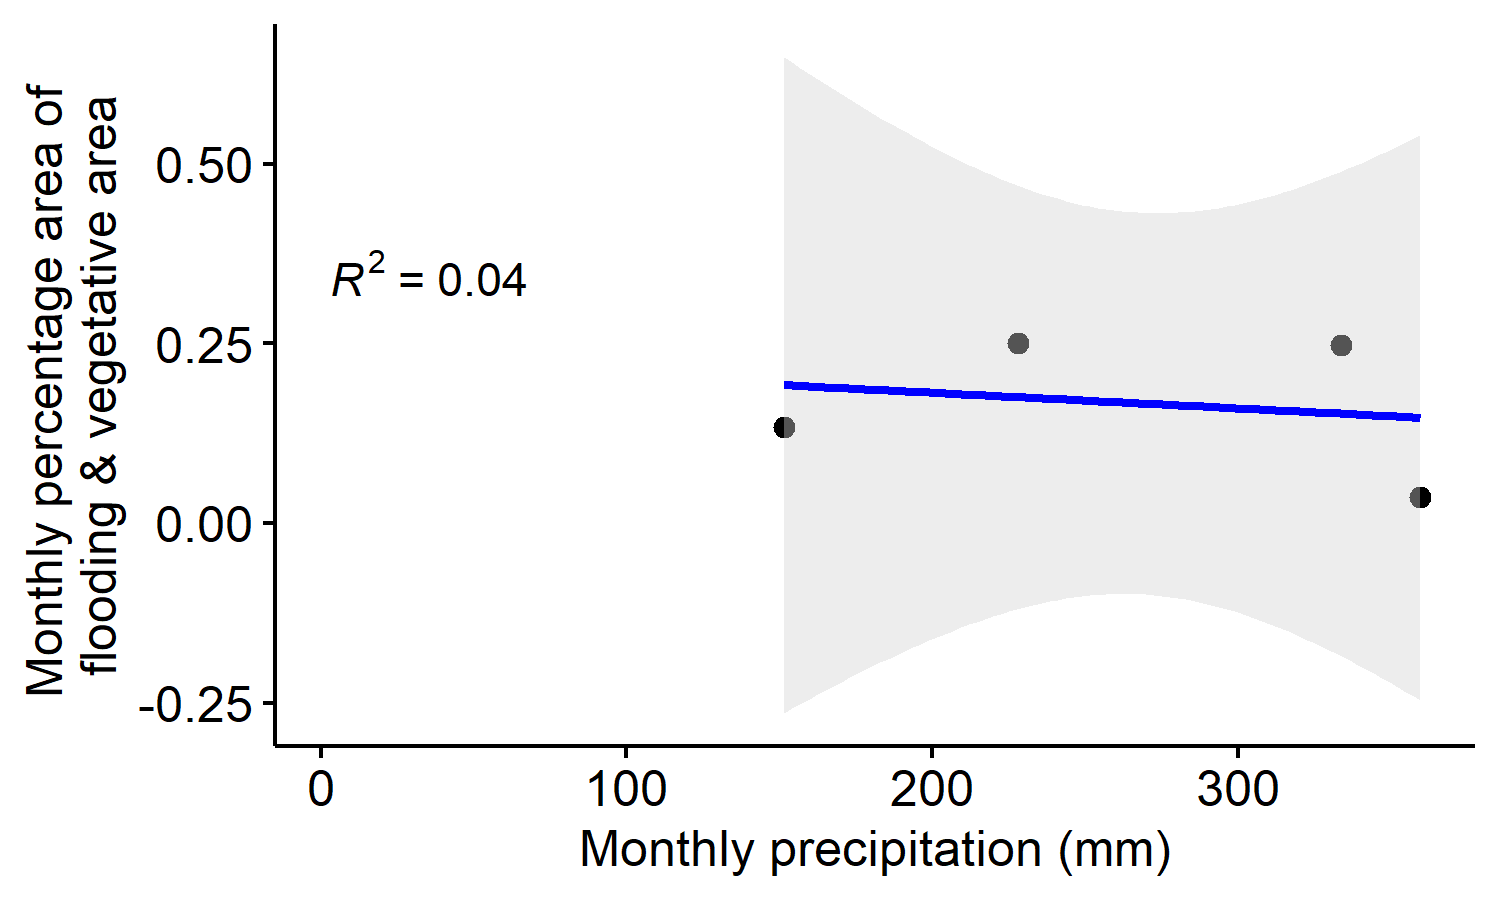 Monthly percentage area of
flooding & vegetative area
0.50
0.25
0.00
-0.25
R² = 0.04
0 100 200 300
Monthly precipitation (mm)